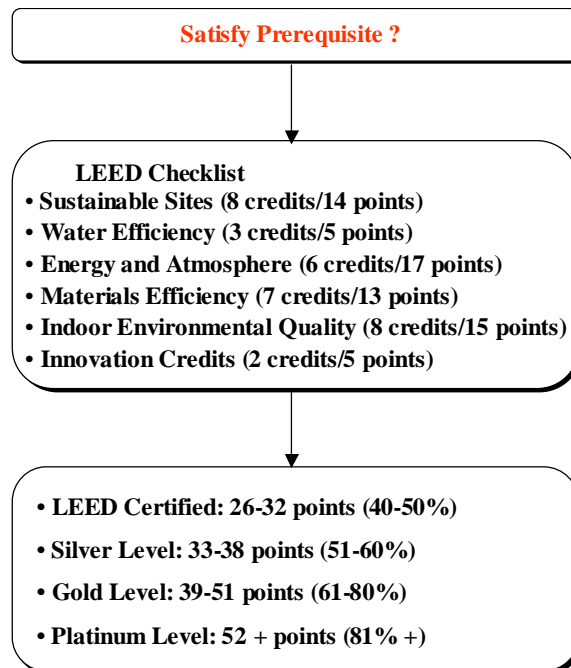 Satisfy Prerequisite ?
LEED Checklist
• Sustainable Sites (8 credits/14 points)
• Water Efficiency (3 credits/5 points)
• Energy and Atmosphere (6 credits/17 points)
• Materials Efficiency (7 credits/13 points)
• Indoor Environmental Quality (8 credits/15 points)
• Innovation Credits (2 credits/5 points)
• LEED Certified: 26-32 points (40-50%)
• Silver Level: 33-38 points (51-60%)
• Gold Level: 39-51 points (61-80%)
• Platinum Level: 52 + points (81% +)